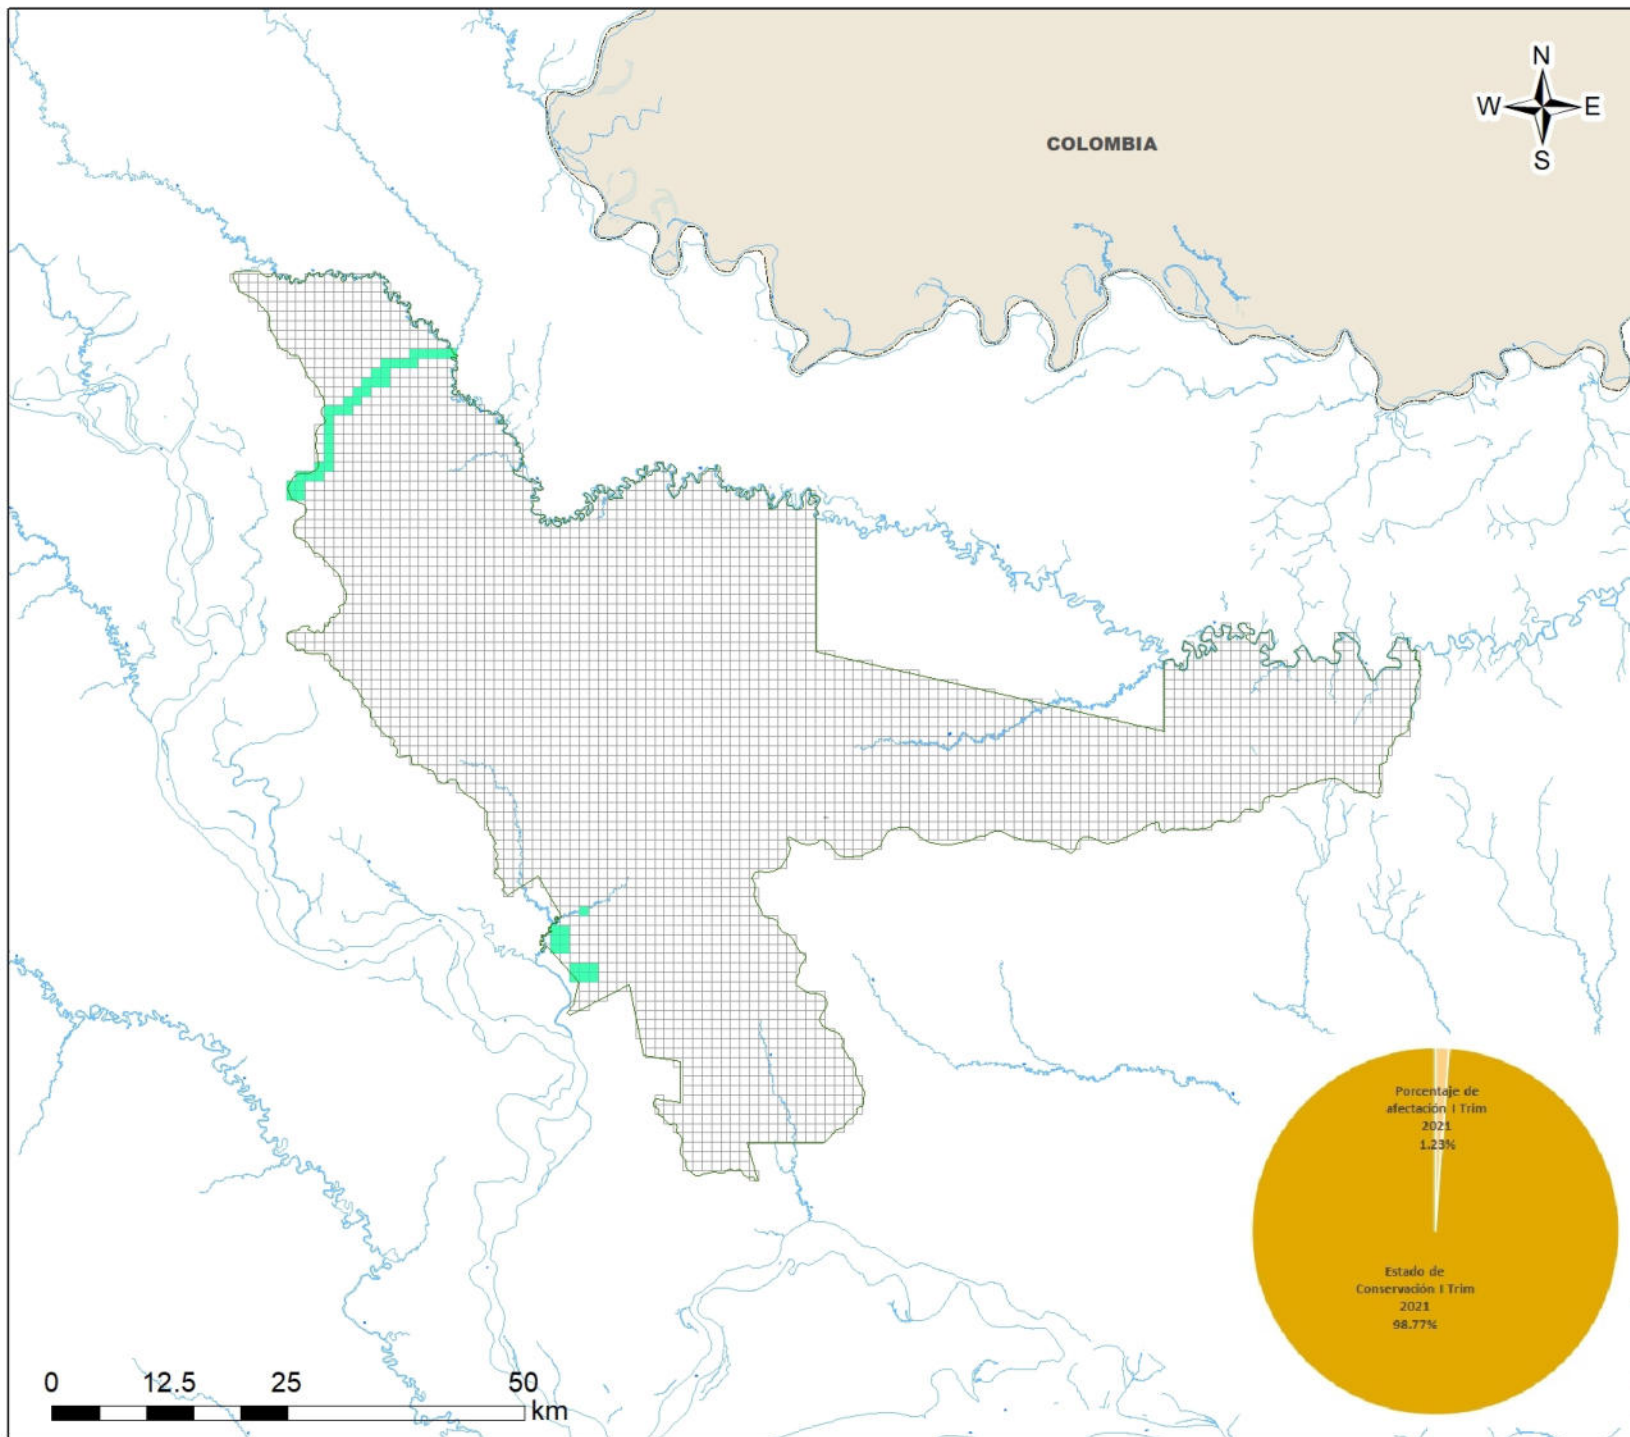 N
W E
S
COLOMBIA
Porcentaje de
afectación I Trim
2021
1.23%
Estado de
Conservación I Trim
2021
98.77%
0 12.5 25 50
km